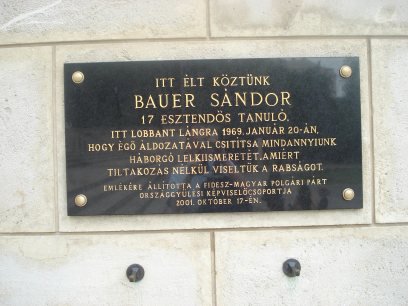 ITT ÉLT KÖZTÜNK
BAUER SÁNDOR
17 ESZTENDŐS TANULÓ.
ITT LOBBANT LÁNGRA 1969. JANUÁR 20-ÁN,
HOGY ÉGŐ ÁLDOZATÁVAL CSITÍTSA MINDANNYIUNK
HÁBORGÓ LELKIISMERETÉT, AMIÉRT
TILTAKOZÁS NÉLKÜL VISELTÜK A RABSÁGOT.
EMLÉKÉRE ÁLLÍTOTTA A FIDESZ-MAGYAR POLGÁRI PÁRT
ORSZÁGGYŰLÉSI KÉPVISELŐCSOPORTJA
2001. OKTÓBER 17-ÉN.